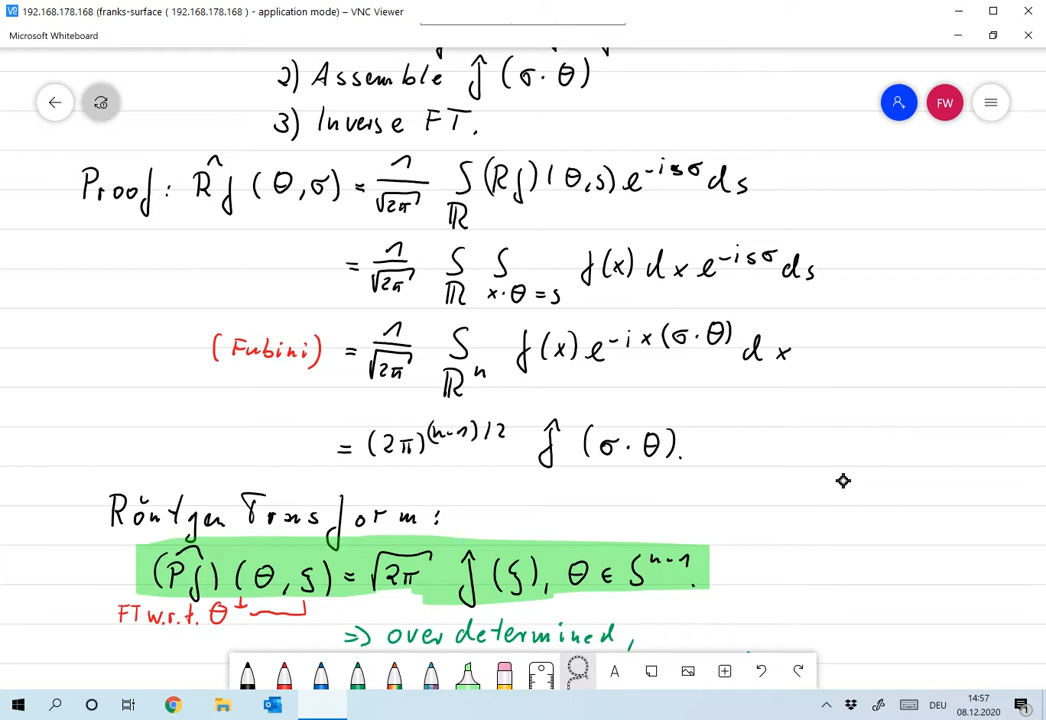 192.168.178.168 (franks-surface ( 192.168.178.168 ) - application mode) – VNC Viewer
Microsoft Whiteboard
2) Assemble f̂ (σ·θ)
3) Inverse FT.
FW
Proof: R̂f (θ,σ) = 1/√2π ∫_ℝ (Rf)(θ,s) e^{-isσ} ds
= 1/√2π ∫_ℝ ∫_{x·θ=s} f(x) dx e^{-isσ} ds
(Fubini) = 1/√2π ∫_{ℝ^n} f(x) e^{-ix(σ·θ)} dx
= (2π)^{(n-1)/2} f̂ (σ·θ).
Röntgen Transform:
(P̂f)(θ,ξ) = √2π f̂(ξ), θ ∈ S^{n-1}.
FT w.r.t. θ^⊥
⇒ overdetermined,
A
DEU
14:57
08.12.2020